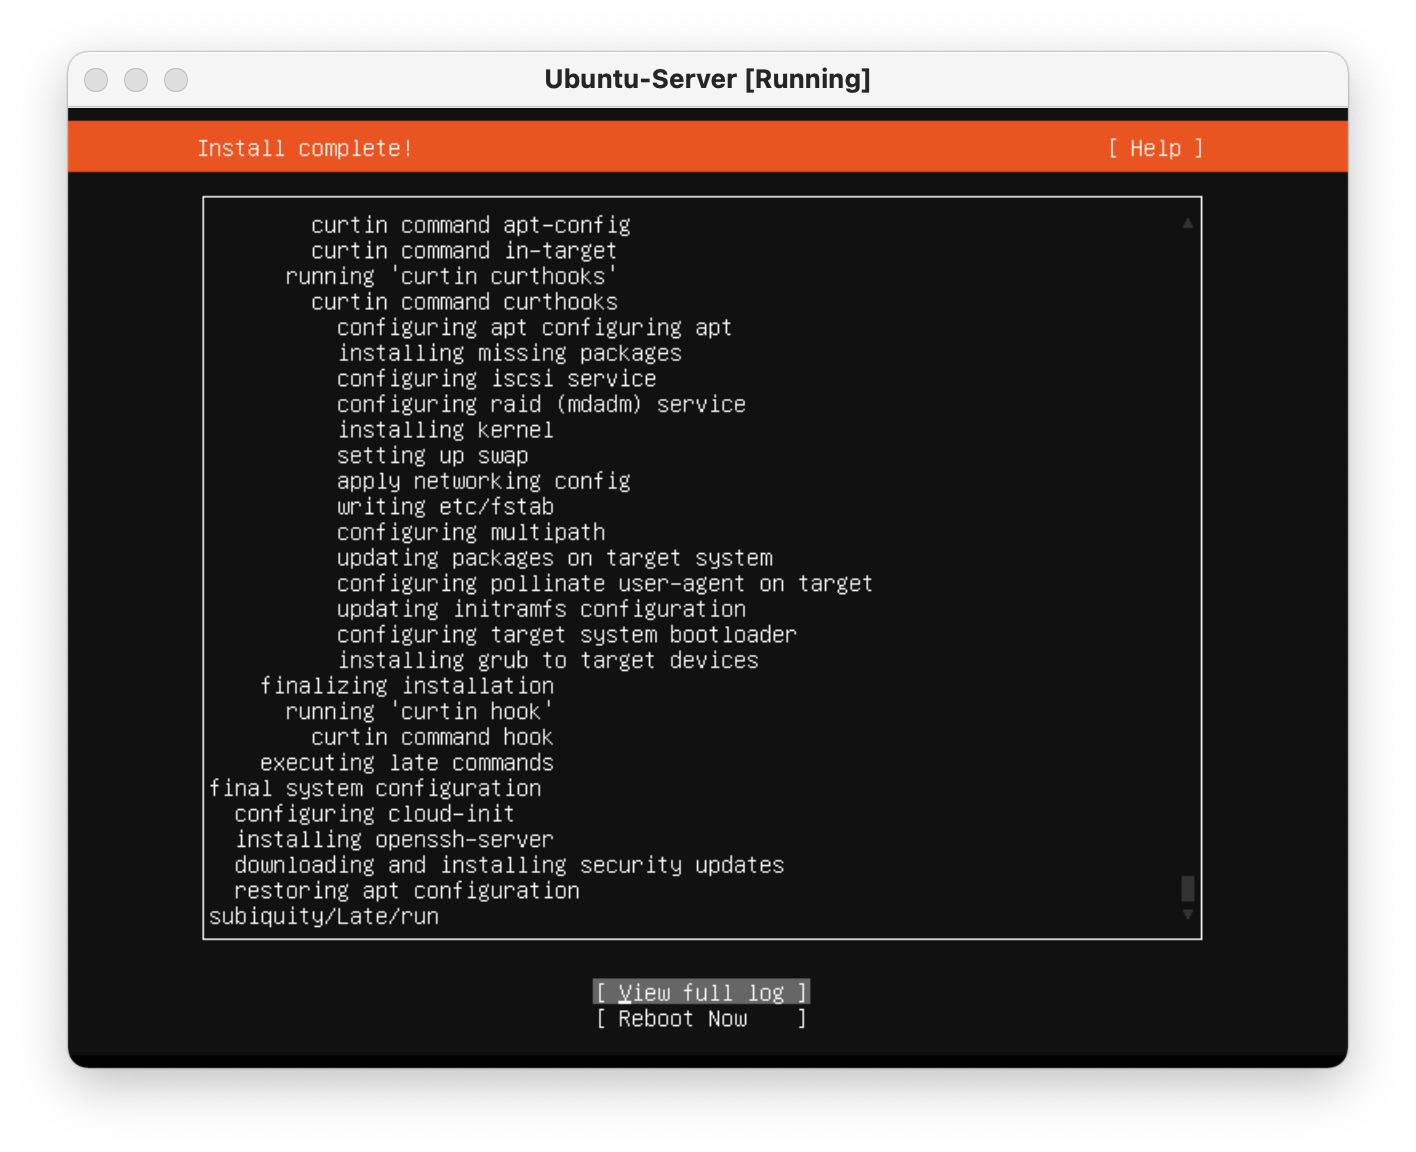 Ubuntu-Server [Running]
Install complete! [ Help ]
curtin command apt-config
curtin command in-target
running 'curtin curthooks'
curtin command curthooks
configuring apt configuring apt
installing missing packages
configuring iscsi service
configuring raid (mdadm) service
installing kernel
setting up swap
apply networking config
writing etc/fstab
configuring multipath
updating packages on target system
configuring pollinate user-agent on target
updating initramfs configuration
configuring target system bootloader
installing grub to target devices
finalizing installation
running 'curtin hook'
curtin command hook
executing late commands
final system configuration
configuring cloud-init
installing openssh-server
downloading and installing security updates
restoring apt configuration
subiquity/Late/run
[ View full log ]
[ Reboot Now ]